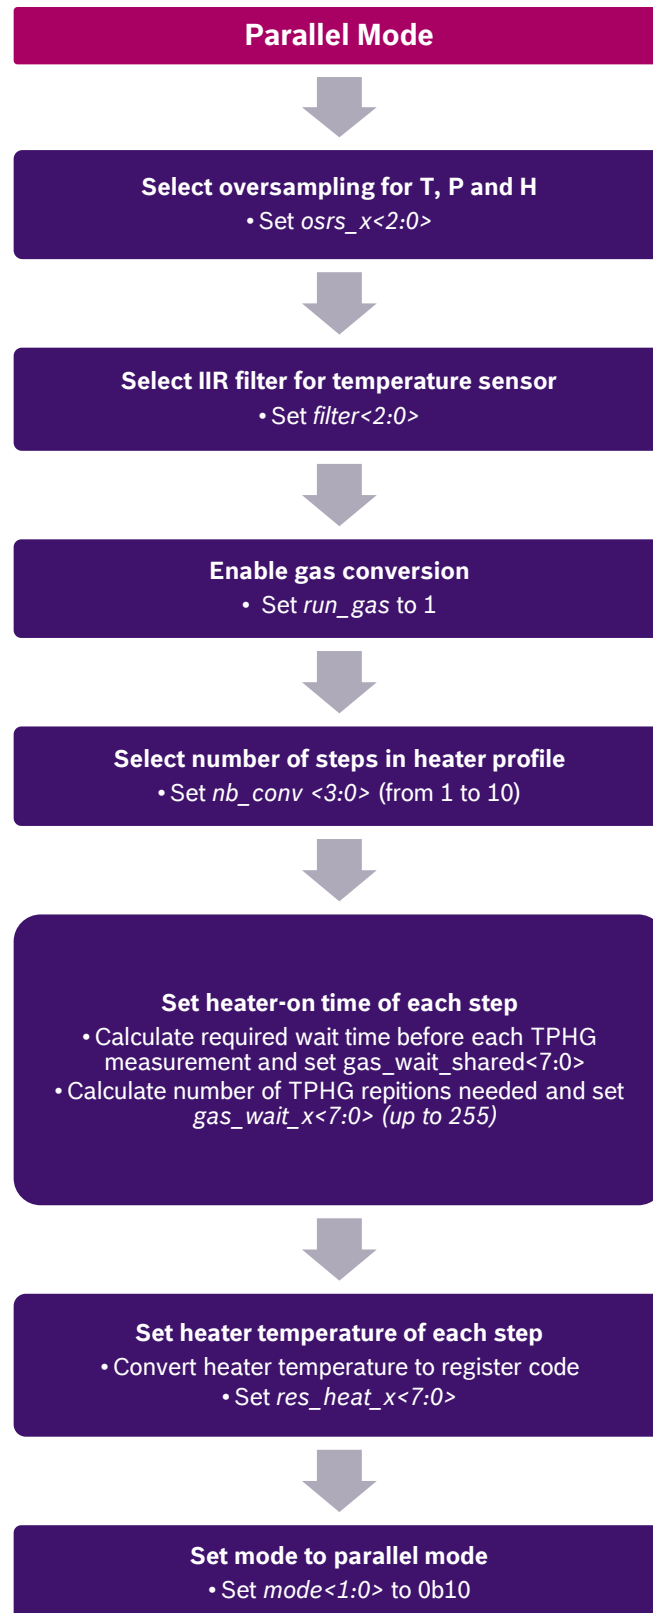 Parallel Mode
Select oversampling for T, P and H
• Set osrs_x<2:0>
Select IIR filter for temperature sensor
• Set filter<2:0>
Enable gas conversion
• Set run_gas to 1
Select number of steps in heater profile
• Set nb_conv <3:0> (from 1 to 10)
Set heater-on time of each step
• Calculate required wait time before each TPHG
measurement and set gas_wait_shared<7:0>
• Calculate number of TPHG repitions needed and set
gas_wait_x<7:0> (up to 255)
Set heater temperature of each step
• Convert heater temperature to register code
• Set res_heat_x<7:0>
Set mode to parallel mode
• Set mode<1:0> to 0b10